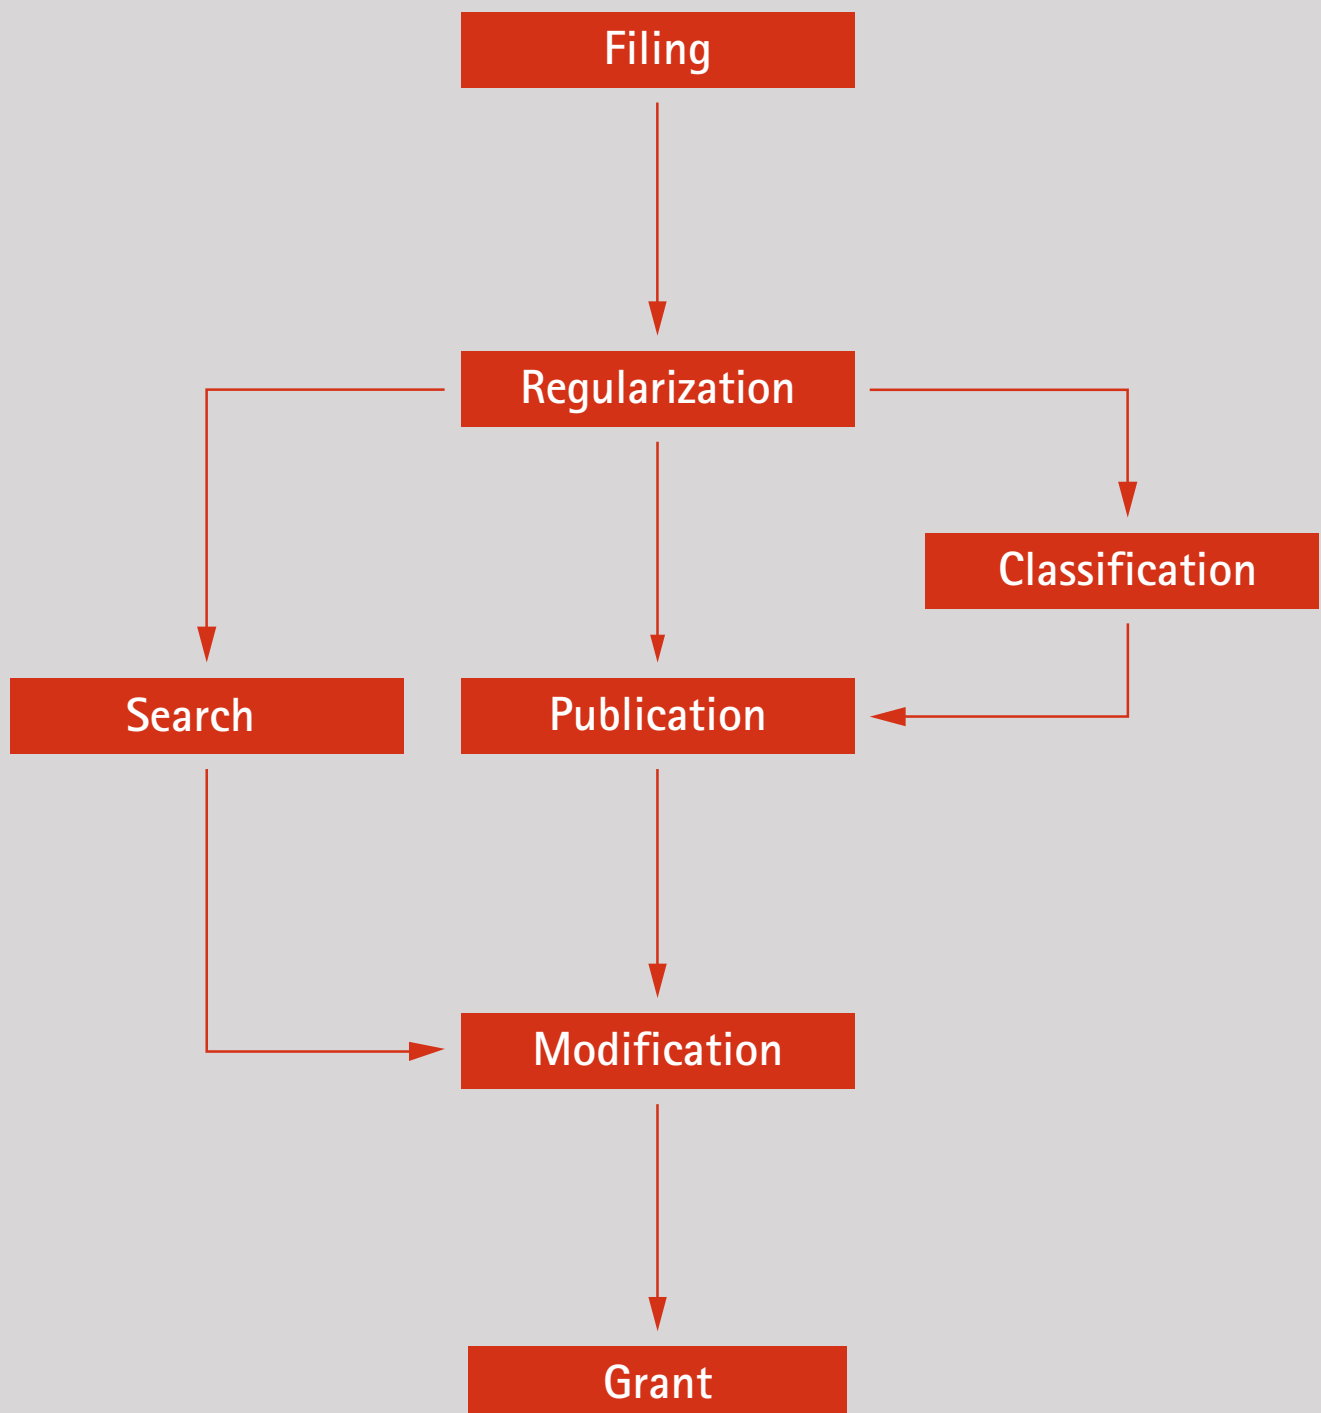 Filing
Regularization
Classification
Search
Publication
Modification
Grant